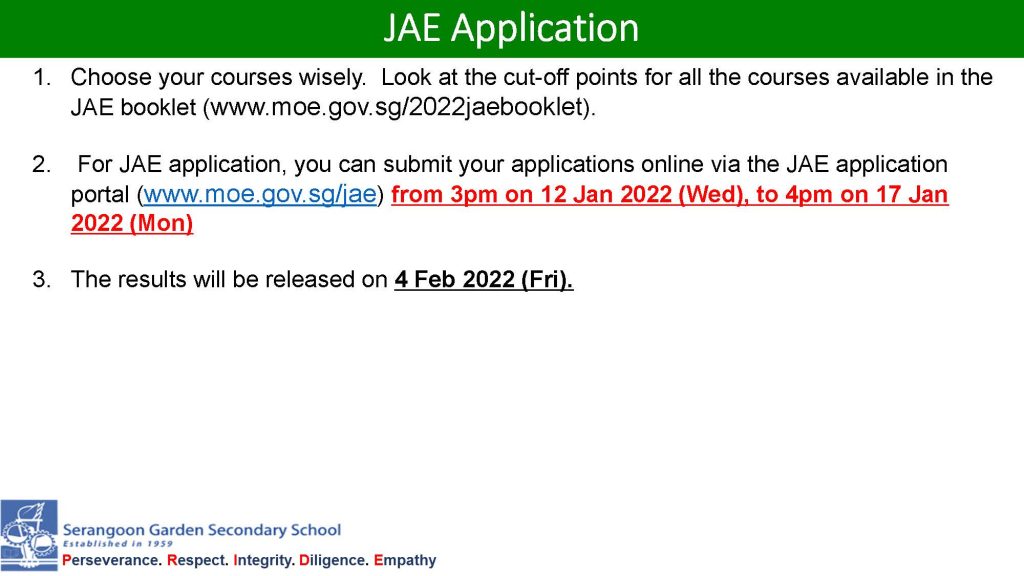 JAE Application
1. Choose your courses wisely.  Look at the cut-off points for all the courses available in the
JAE booklet (www.moe.gov.sg/2022jaebooklet).
2.  For JAE application, you can submit your applications online via the JAE application
portal (www.moe.gov.sg/jae) from 3pm on 12 Jan 2022 (Wed), to 4pm on 17 Jan
2022 (Mon)
3. The results will be released on 4 Feb 2022 (Fri).
Serangoon Garden Secondary School
Established in 1959
Perseverance. Respect. Integrity. Diligence. Empathy